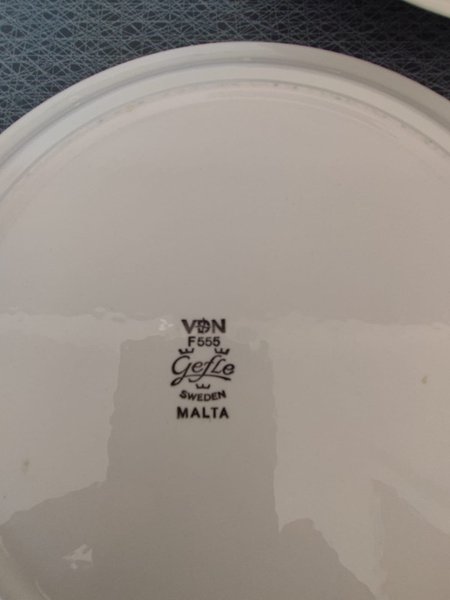 VDN
F555
Gefle
SWEDEN
MALTA